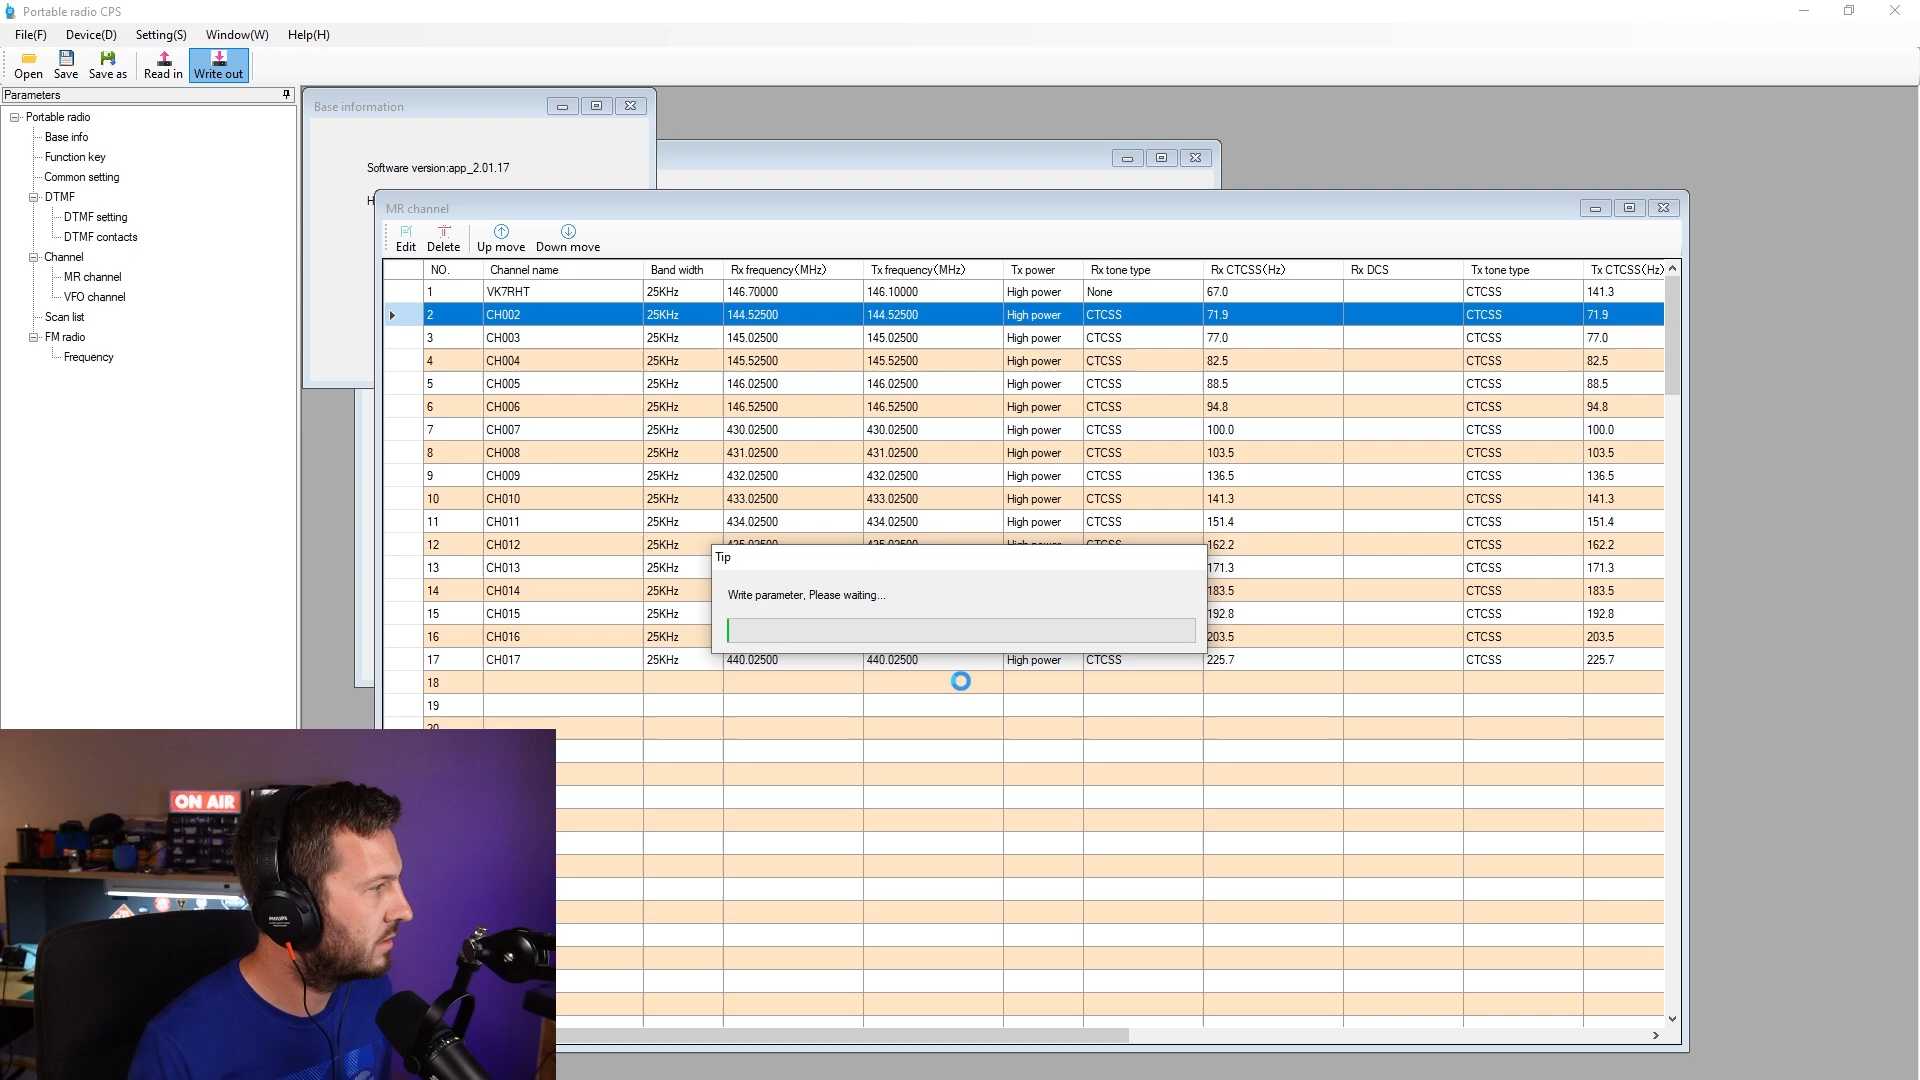 Portable radio CPS
File(F) Device(D) Setting(S) Window(W) Help(H)
Open Save Save as Read in Write out
Parameters
Portable radio
Base info
Function key
Common setting
DTMF
DTMF setting
DTMF contacts
Channel
MR channel
VFO channel
Scan list
FM radio
Frequency
Base information
Software version:app_2.01.17
H
MR channel
Edit Delete Up move Down move
NO. Channel name Band width Rx frequency(MHz) Tx frequency(MHz) Tx power Rx tone type Rx CTCSS(Hz) Rx DCS Tx tone type Tx CTCSS(Hz)
1 VK7RHT 25KHz 146.70000 146.10000 High power None 67.0 CTCSS 141.3
2 CH002 25KHz 144.52500 144.52500 High power CTCSS 71.9 CTCSS 71.9
3 CH003 25KHz 145.02500 145.02500 High power CTCSS 77.0 CTCSS 77.0
4 CH004 25KHz 145.52500 145.52500 High power CTCSS 82.5 CTCSS 82.5
5 CH005 25KHz 146.02500 146.02500 High power CTCSS 88.5 CTCSS 88.5
6 CH006 25KHz 146.52500 146.52500 High power CTCSS 94.8 CTCSS 94.8
7 CH007 25KHz 430.02500 430.02500 High power CTCSS 100.0 CTCSS 100.0
8 CH008 25KHz 431.02500 431.02500 High power CTCSS 103.5 CTCSS 103.5
9 CH009 25KHz 432.02500 432.02500 High power CTCSS 136.5 CTCSS 136.5
10 CH010 25KHz 433.02500 433.02500 High power CTCSS 141.3 CTCSS 141.3
11 CH011 25KHz 434.02500 434.02500 High power CTCSS 151.4 CTCSS 151.4
12 CH012 25KHz 435.02500 435.02500 High power CTCSS 162.2 CTCSS 162.2
13 CH013 25KHz 171.3 CTCSS 171.3
14 CH014 25KHz 183.5 CTCSS 183.5
15 CH015 25KHz 192.8 CTCSS 192.8
16 CH016 25KHz 203.5 CTCSS 203.5
17 CH017 25KHz 440.02500 440.02500 High power CTCSS 225.7 CTCSS 225.7
18
19
20
Tip
Write parameter, Please waiting...
ON AIR
PHILIPS